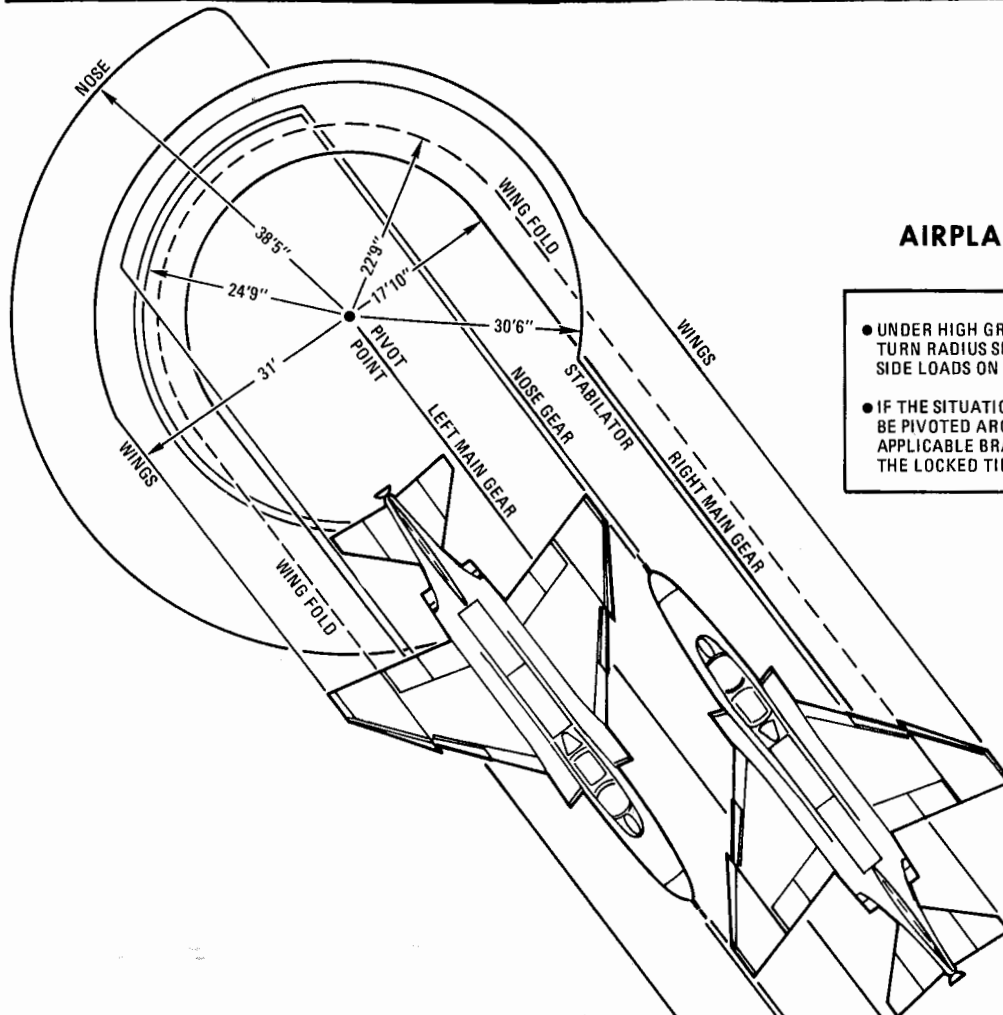 NOSE
38'5"
22'9"
17'10"
24'9"
30'6"
31'
PIVOT
POINT
WING FOLD
WINGS
STABILATOR
NOSE GEAR
LEFT MAIN GEAR
RIGHT MAIN GEAR
WINGS
WING FOLD
AIRPLA
● UNDER HIGH GR
TURN RADIUS S
SIDE LOADS ON
● IF THE SITUATIO
BE PIVOTED ARO
APPLICABLE BRA
THE LOCKED TI